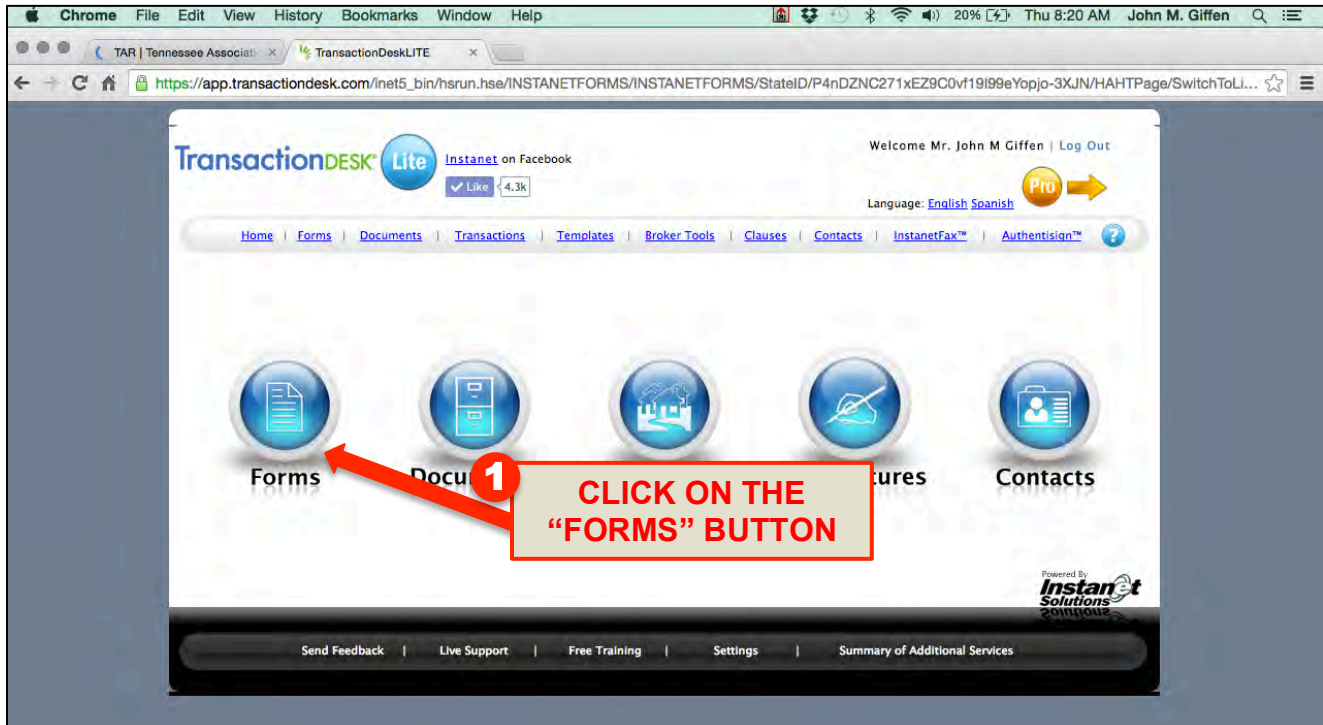 Chrome File Edit View History Bookmarks Window Help 20% Thu 8:20 AM John M. Giffen
TAR | Tennessee Associati × TransactionDeskLITE ×
https://app.transactiondesk.com/inet5_bin/hsrun.hse/INSTANETFORMS/INSTANETFORMS/StateID/P4nDZNC271xEZ9C0vf19I99eYopjo-3XJN/HAHTPage/SwitchToLi...
TransactionDESK Lite Instanet on Facebook
Welcome Mr. John M Giffen | Log Out
Like 4.3k
Pro
Language: English Spanish
Home | Forms | Documents | Transactions | Templates | Broker Tools | Clauses | Contacts | InstanetFax™ | Authentisign™ ?
Forms Docu tures Contacts
1
CLICK ON THE
“FORMS” BUTTON
Powered By
Instanet
Solutions
Send Feedback | Live Support | Free Training | Settings | Summary of Additional Services